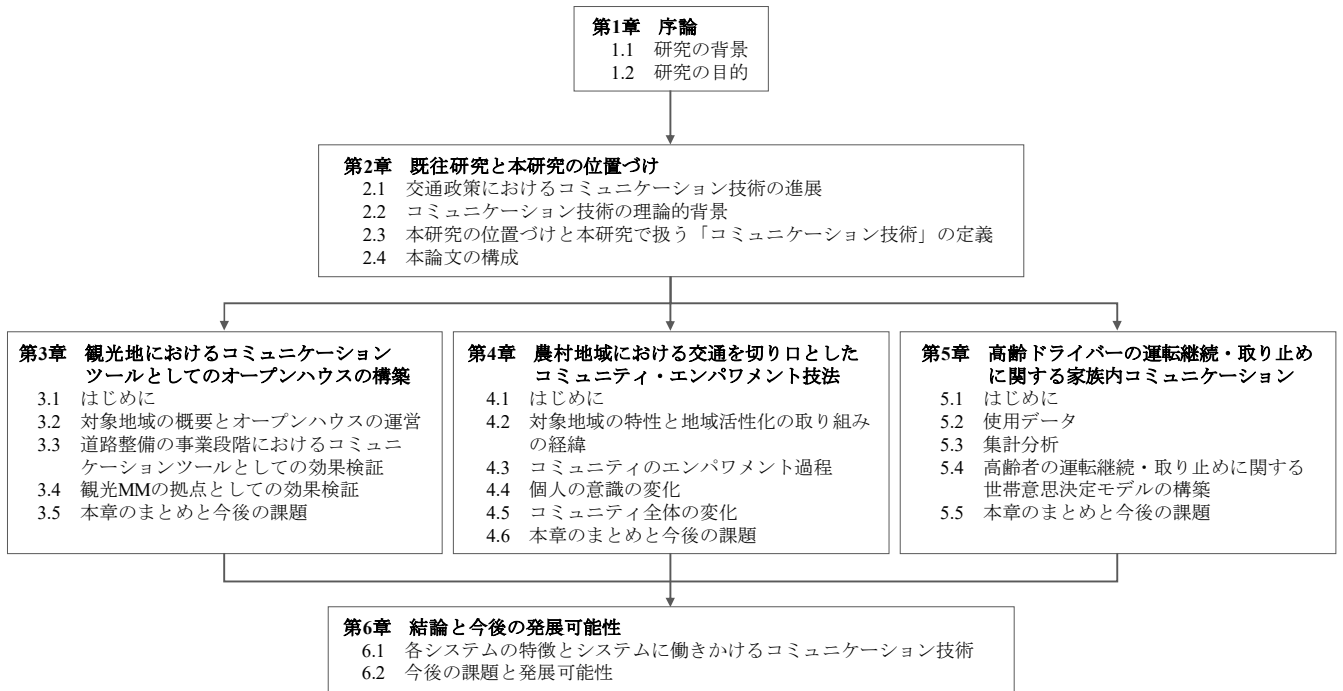 第1章 序論
1.1 研究の背景
1.2 研究の目的
第2章 既往研究と本研究の位置づけ
2.1 交通政策におけるコミュニケーション技術の進展
2.2 コミュニケーション技術の理論的背景
2.3 本研究の位置づけと本研究で扱う「コミュニケーション技術」の定義
2.4 本論文の構成
第3章 観光地におけるコミュニケーション
ツールとしてのオープンハウスの構築
3.1 はじめに
3.2 対象地域の概要とオープンハウスの運営
3.3 道路整備の事業段階におけるコミュニ
ケーションツールとしての効果検証
3.4 観光MMの拠点としての効果検証
3.5 本章のまとめと今後の課題
第4章 農村地域における交通を切り口とした
コミュニティ・エンパワメント技法
4.1 はじめに
4.2 対象地域の特性と地域活性化の取り組み
の経緯
4.3 コミュニティのエンパワメント過程
4.4 個人の意識の変化
4.5 コミュニティ全体の変化
4.6 本章のまとめと今後の課題
第5章 高齢ドライバーの運転継続・取り止め
に関する家族内コミュニケーション
5.1 はじめに
5.2 使用データ
5.3 集計分析
5.4 高齢者の運転継続・取り止めに関する
世帯意思決定モデルの構築
5.5 本章のまとめと今後の課題
第6章 結論と今後の発展可能性
6.1 各システムの特徴とシステムに働きかけるコミュニケーション技術
6.2 今後の課題と発展可能性